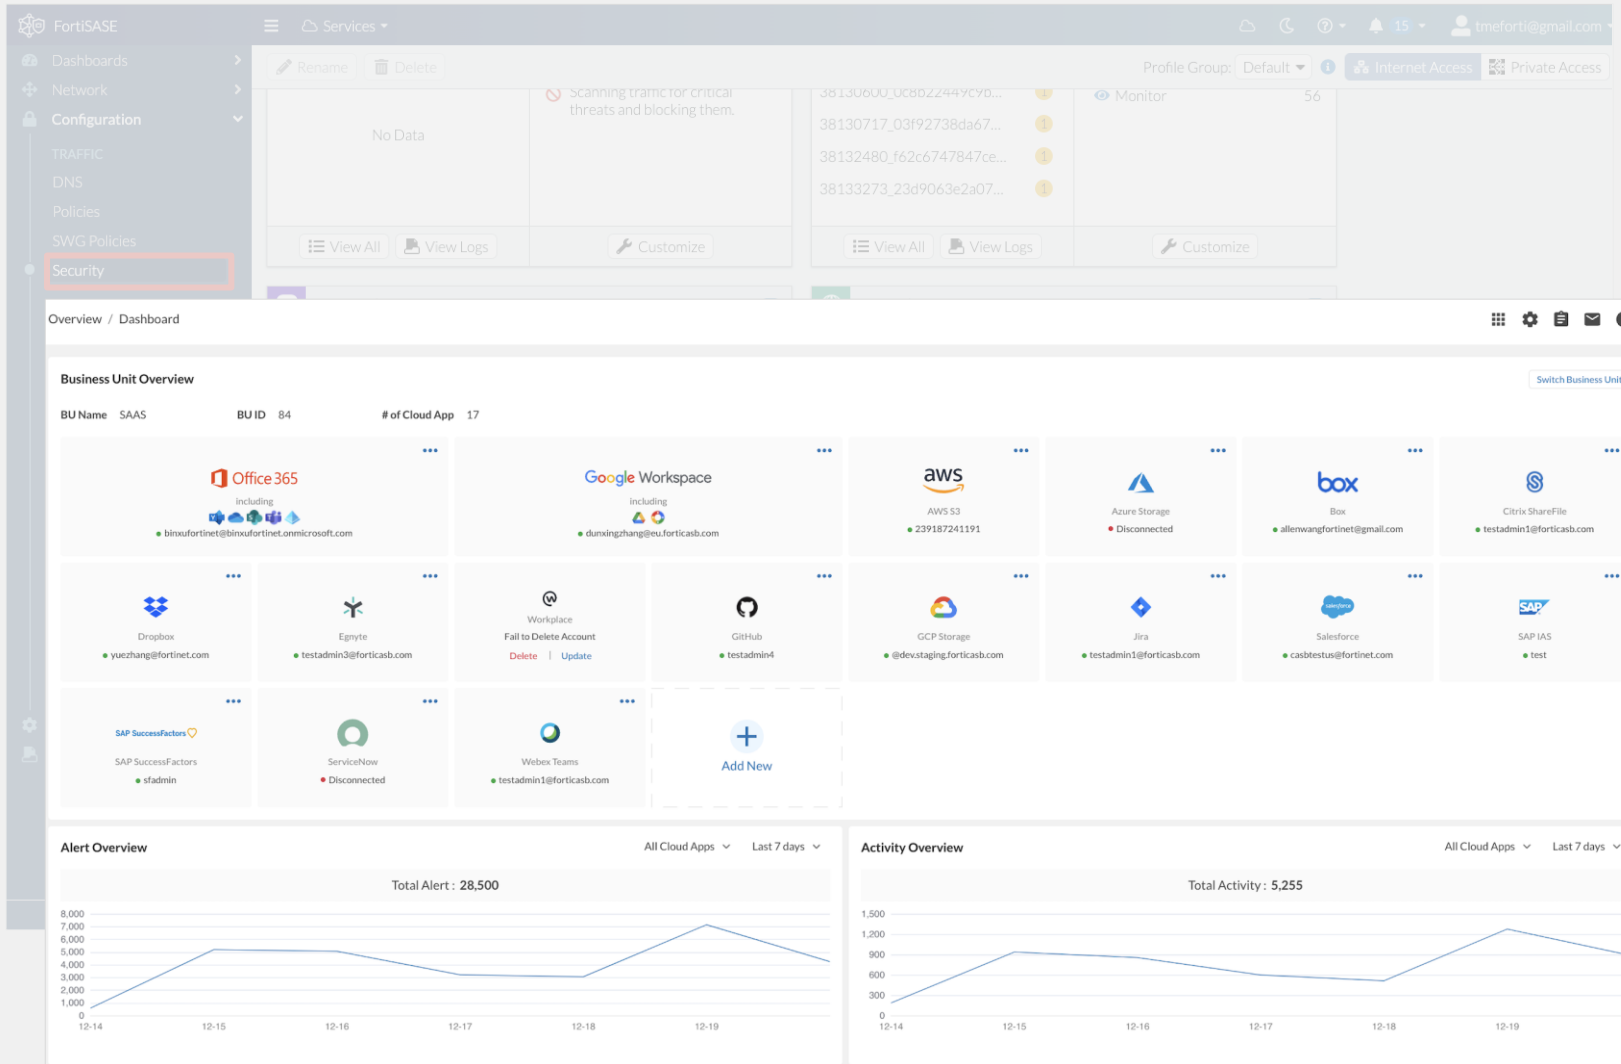 FortiSASE
Services
15
tmeforti@gmail.com
Dashboards
Network
Configuration
TRAFFIC
DNS
Policies
SWG Policies
Security
Rename
Delete
Profile Group: Default
Internet Access
Private Access
No Data
Scanning traffic for critical
threats and blocking them.
38130600_0c8b22449c9b... 1
38130717_03f92738da67... 1
38132480_f62c6747847ce... 1
38133273_23d9063e2a07... 1
Monitor 56
View All
View Logs
Customize
View All
View Logs
Customize
Overview / Dashboard
Business Unit Overview
Switch Business Unit
BU Name SAAS BU ID 84 # of Cloud App 17
Office 365
including
binxufortinet@binxufortinet.onmicrosoft.com
Google Workspace
including
dunxingzhang@eu.forticasb.com
aws
AWS S3
239187241191
Azure Storage
Disconnected
box
Box
allenwangfortinet@gmail.com
Citrix ShareFile
testadmin1@forticasb.com
Dropbox
yuezhang@fortinet.com
Egnyte
testadmin3@forticasb.com
Workplace
Fail to Delete Account
Delete | Update
GitHub
testadmin4
GCP Storage
@dev.staging.forticasb.com
Jira
testadmin1@forticasb.com
salesforce
Salesforce
casbtestus@fortinet.com
SAP
SAP IAS
test
SAP SuccessFactors
SAP SuccessFactors
sfadmin
ServiceNow
Disconnected
Webex Teams
testadmin1@forticasb.com
Add New
Alert Overview
All Cloud Apps
Last 7 days
Total Alert : 28,500
8,000
7,000
6,000
5,000
4,000
3,000
2,000
1,000
0
12-14 12-15 12-16 12-17 12-18 12-19
Activity Overview
All Cloud Apps
Last 7 days
Total Activity : 5,255
1,500
1,200
900
600
300
0
12-14 12-15 12-16 12-17 12-18 12-19